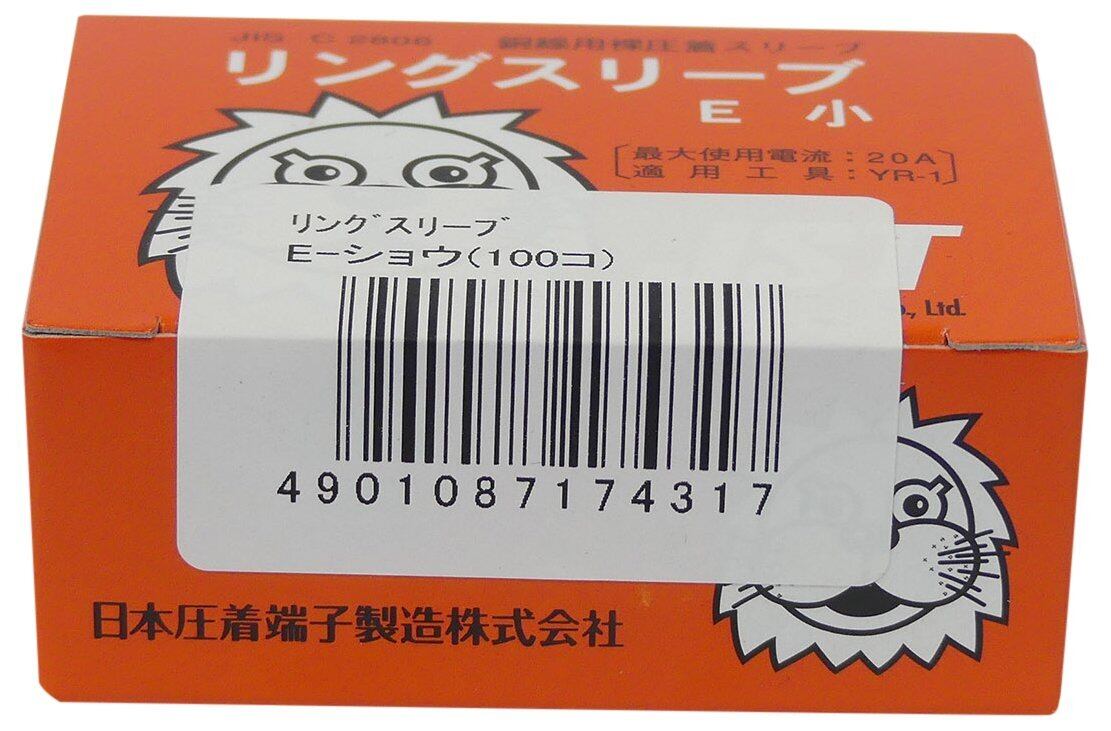 JIS C 2806 銅線用裸圧着スリーブ
リングスリーブ
E 小
最大使用電流：20A
適用工具：YR-1
リングスリーブ
E-ショウ(100コ)
T
Ltd.
4901087174317
日本圧着端子製造株式会社